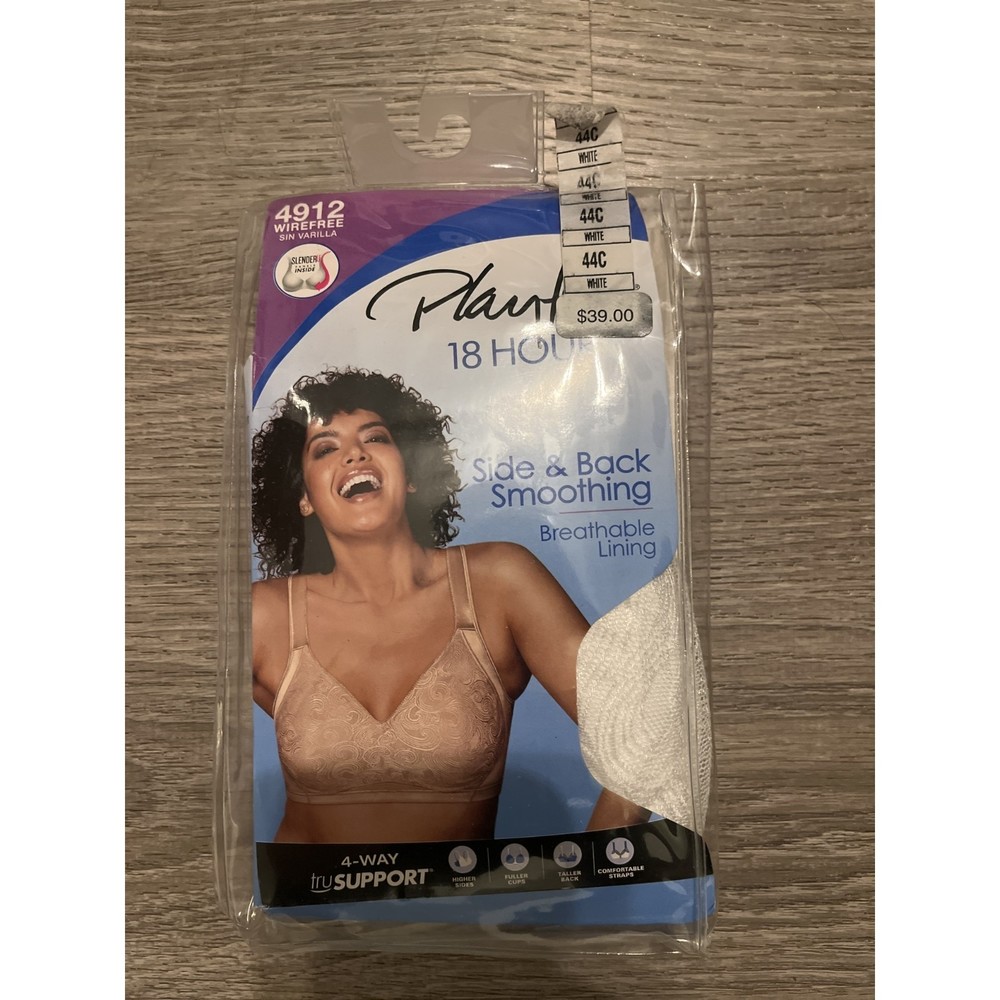 4912
WIREFREE
SIN VARILLA
SLENDER
INSIDE
44C
WHITE
44C
WHITE
44C
WHITE
44C
WHITE
$39.00
18 HOU
Side & Back
Smoothing
Breathable
Lining
4-WAY
truSUPPORT
HIGHER
SIDES
FULLER
CUPS
TALLER
BACK
COMFORTABLE
STRAPS